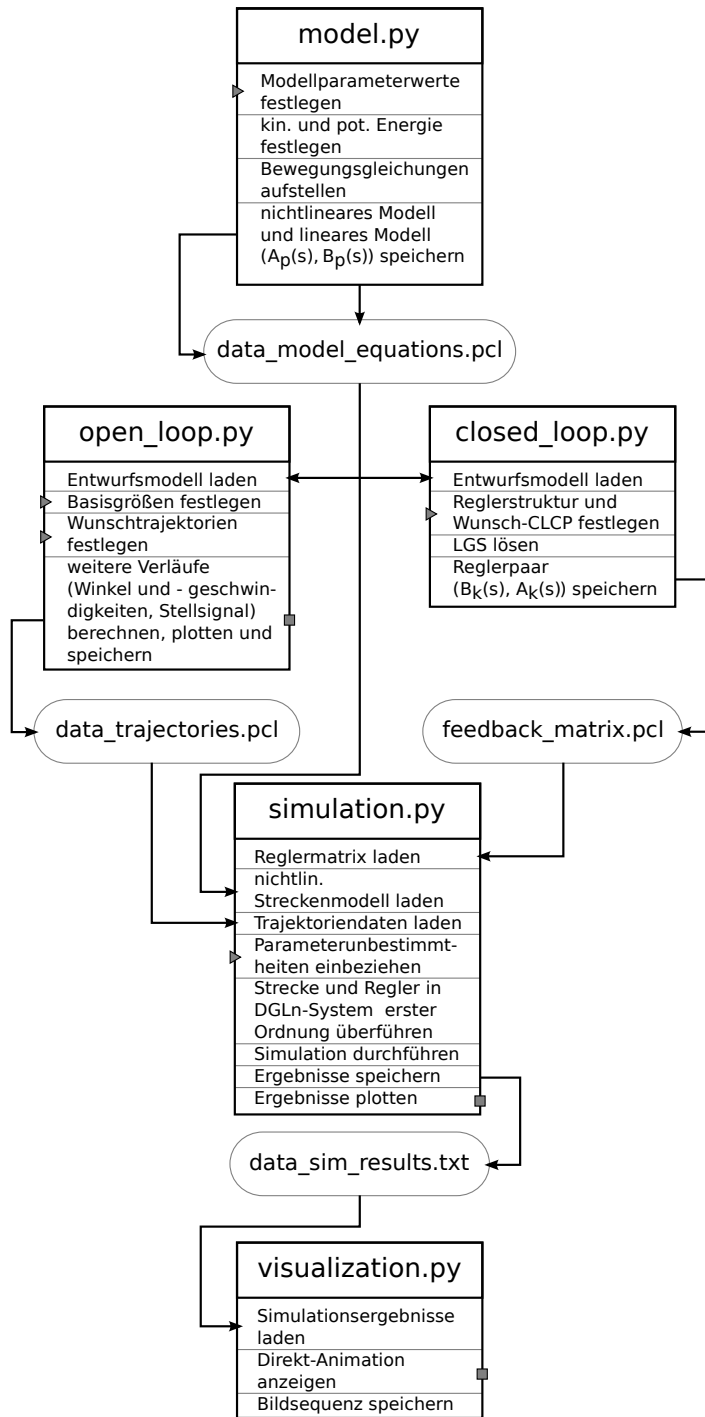 model.py
Modellparameterwerte
festlegen
kin. und pot. Energie
festlegen
Bewegungsgleichungen
aufstellen
nichtlineares Modell
und lineares Modell
(Ap(s), Bp(s)) speichern
data_model_equations.pcl
open_loop.py
Entwurfsmodell laden
Basisgrößen festlegen
Wunschtrajektorien
festlegen
weitere Verläufe
(Winkel und - geschwin-
digkeiten, Stellsignal)
berechnen, plotten und
speichern
closed_loop.py
Entwurfsmodell laden
Reglerstruktur und
Wunsch-CLCP festlegen
LGS lösen
Reglerpaar
(Bk(s), Ak(s)) speichern
data_trajectories.pcl
feedback_matrix.pcl
simulation.py
Reglermatrix laden
nichtlin.
Streckenmodell laden
Trajektoriendaten laden
Parameterunbestimmt-
heiten einbeziehen
Strecke und Regler in
DGLn-System erster
Ordnung überführen
Simulation durchführen
Ergebnisse speichern
Ergebnisse plotten
data_sim_results.txt
visualization.py
Simulationsergebnisse
laden
Direkt-Animation
anzeigen
Bildsequenz speichern